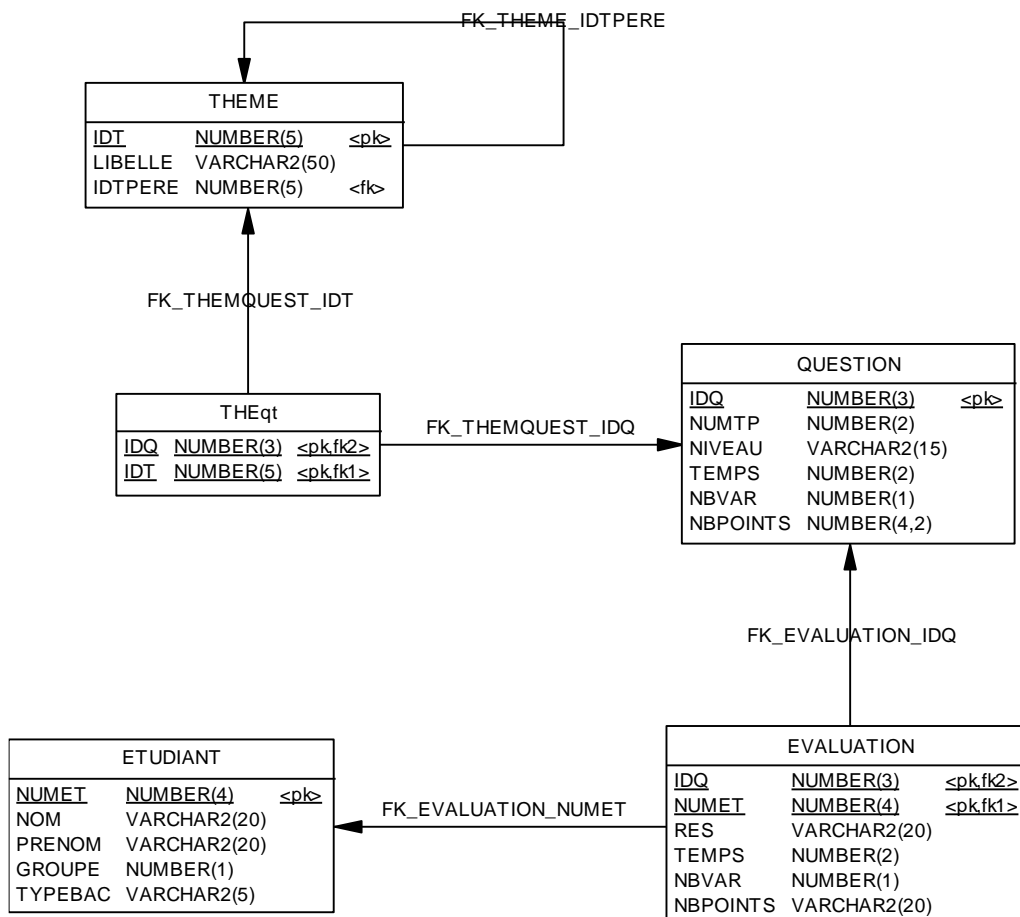 FK_THEME_IDTPERE
THEME
IDT NUMBER(5) <pk>
LIBELLE VARCHAR2(50)
IDTPERE NUMBER(5) <fk>
FK_THEMQUEST_IDT
QUESTION
IDQ NUMBER(3) <pk>
NUMTP NUMBER(2)
NIVEAU VARCHAR2(15)
TEMPS NUMBER(2)
NBVAR NUMBER(1)
NBPOINTS NUMBER(4,2)
THEqt
IDQ NUMBER(3) <pk,fk2>
IDT NUMBER(5) <pk,fk1>
FK_THEMQUEST_IDQ
FK_EVALUATION_IDQ
ETUDIANT
NUMET NUMBER(4) <pk>
NOM VARCHAR2(20)
PRENOM VARCHAR2(20)
GROUPE NUMBER(1)
TYPEBAC VARCHAR2(5)
FK_EVALUATION_NUMET
EVALUATION
IDQ NUMBER(3) <pk,fk2>
NUMET NUMBER(4) <pk,fk1>
RES VARCHAR2(20)
TEMPS NUMBER(2)
NBVAR NUMBER(1)
NBPOINTS VARCHAR2(20)